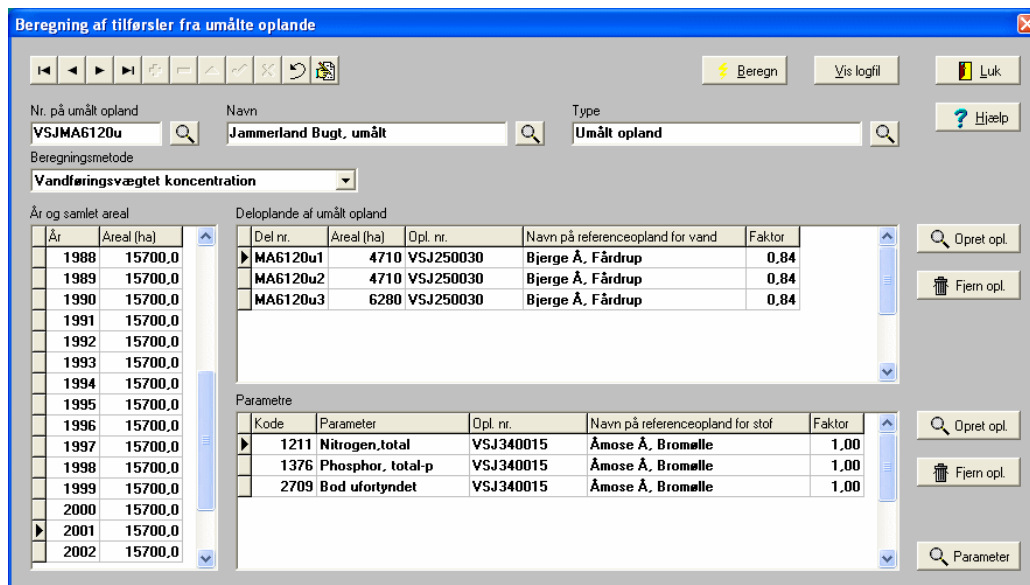 Beregning af tilførsler fra umålte oplande
Beregn
Vis logfil
Luk
Nr. på umålt opland
Navn
Type
VSJMA6120u
Jammerland Bugt, umålt
Umålt opland
Hjælp
Beregningsmetode
Vandføringsvægtet koncentration
År og samlet areal
År Areal (ha)
1988 15700,0
1989 15700,0
1990 15700,0
1991 15700,0
1992 15700,0
1993 15700,0
1994 15700,0
1995 15700,0
1996 15700,0
1997 15700,0
1998 15700,0
1999 15700,0
2000 15700,0
2001 15700,0
2002 15700,0
Deloplande af umålt opland
Del nr. Areal (ha) Opl. nr. Navn på referenceopland for vand Faktor
MA6120u1 4710 VSJ250030 Bjerge Å, Fårdrup 0,84
MA6120u2 4710 VSJ250030 Bjerge Å, Fårdrup 0,84
MA6120u3 6280 VSJ250030 Bjerge Å, Fårdrup 0,84
Opret opl.
Fjern opl.
Parametre
Kode Parameter Opl. nr. Navn på referenceopland for stof Faktor
1211 Nitrogen,total VSJ340015 Åmose Å, Bromølle 1,00
1376 Phosphor, total-p VSJ340015 Åmose Å, Bromølle 1,00
2709 Bod ufortyndet VSJ340015 Åmose Å, Bromølle 1,00
Opret opl.
Fjern opl.
Parameter